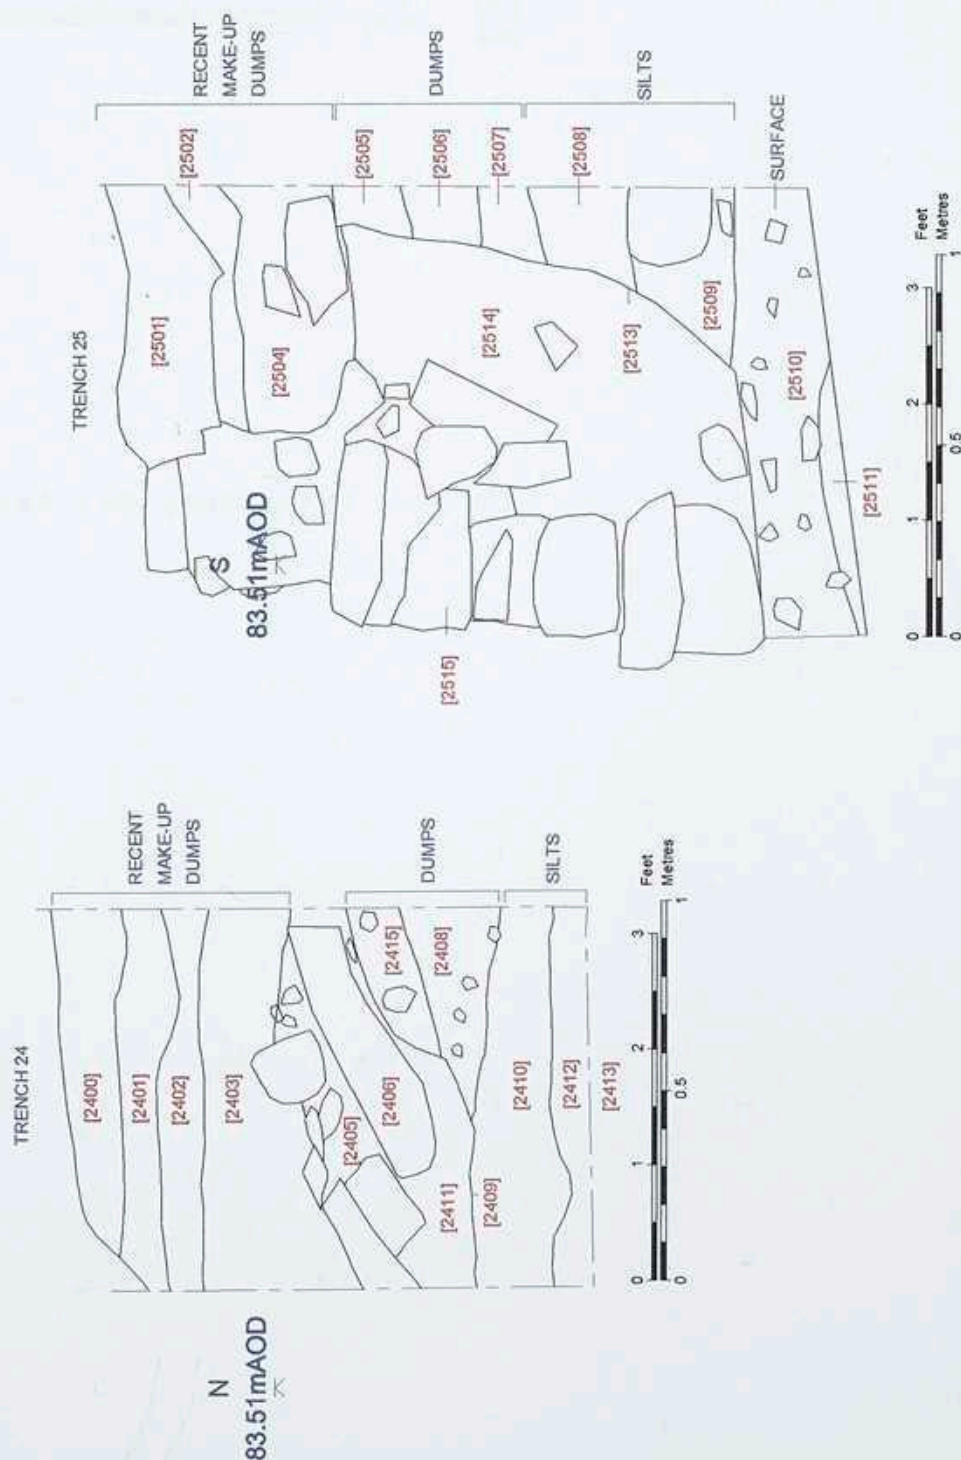 TRENCH 24
N
83.51mAOD
[2400]
[2401]
[2402]
[2403]
[2405]
[2406]
[2415]
[2408]
[2411]
[2409]
[2410]
[2412]
[2413]
RECENT
MAKE-UP
DUMPS
DUMPS
SILTS
Feet
Metres
0 1 2 3
0 0.5 1
TRENCH 25
S
83.51mAOD
[2501]
[2502]
[2504]
[2505]
[2506]
[2507]
[2508]
[2514]
[2513]
[2509]
[2515]
[2510]
[2511]
RECENT
MAKE-UP
DUMPS
DUMPS
SILTS
SURFACE
Feet
Metres
0 1 2 3
0 0.5 1